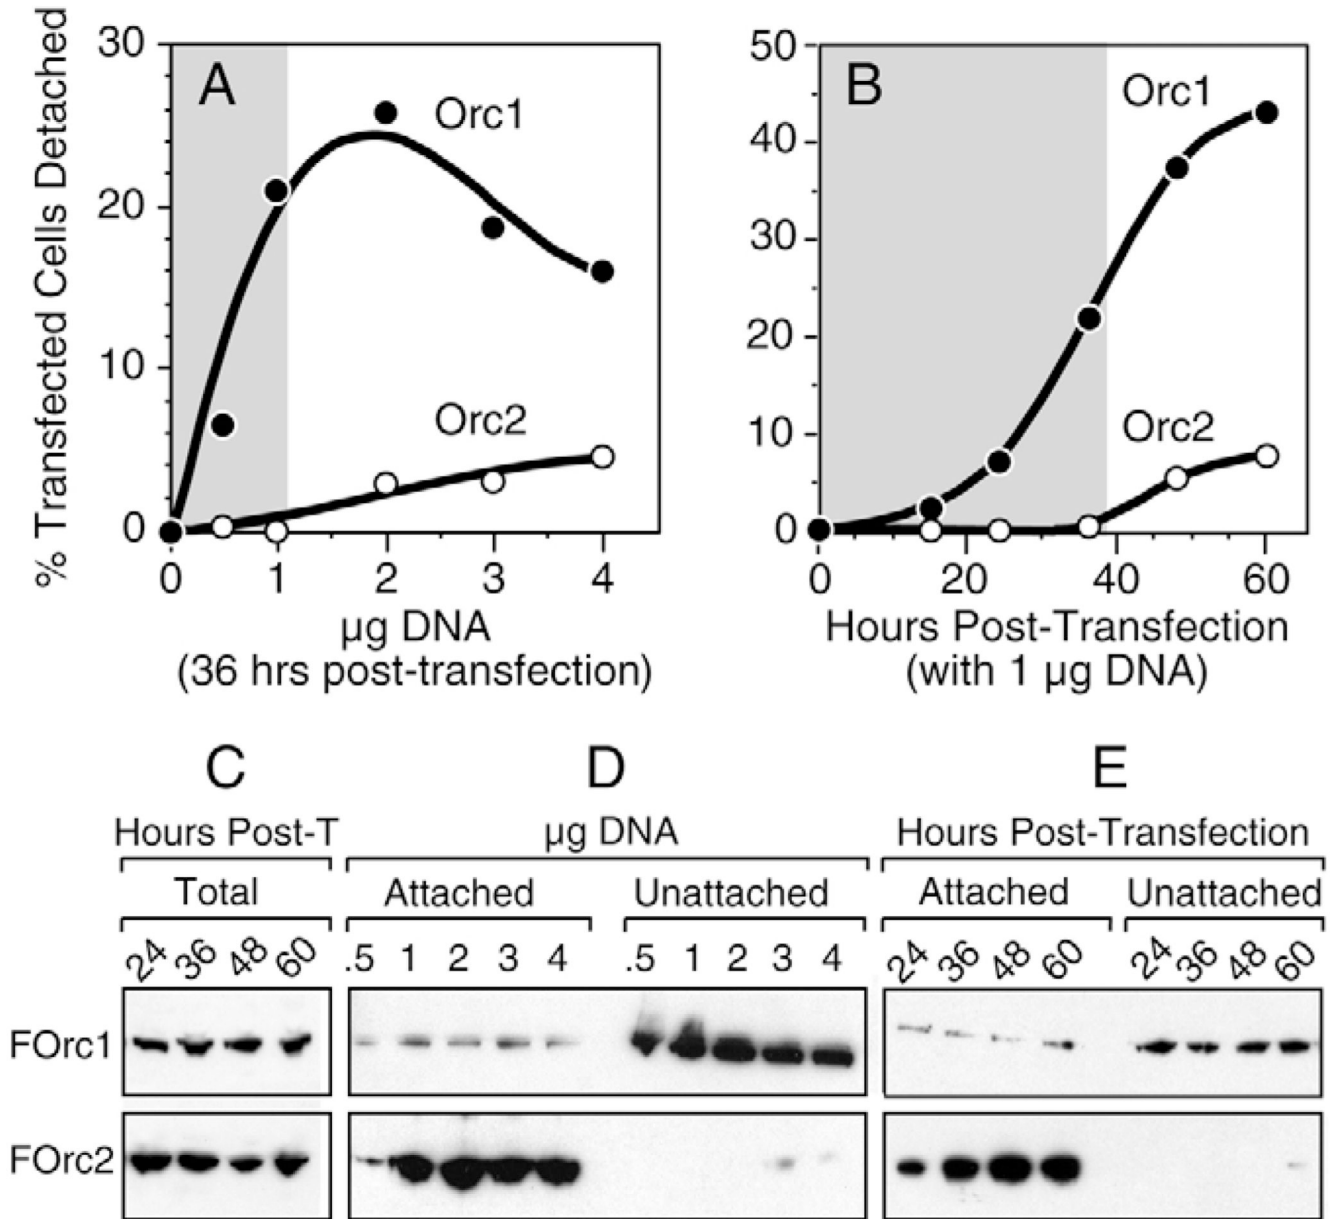 % Transfected Cells Detached
A
30
20
10
0
Orc1
Orc2
0 1 2 3 4
µg DNA
(36 hrs post-transfection)
B
50
40
30
20
10
0
Orc1
Orc2
0 20 40 60
Hours Post-Transfection
(with 1 µg DNA)
C
Hours Post-T
Total
24 36 48 60
D
µg DNA
Attached Unattached
.5 1 2 3 4 .5 1 2 3 4
E
Hours Post-Transfection
Attached Unattached
24 36 48 60 24 36 48 60
FOrc1
FOrc2